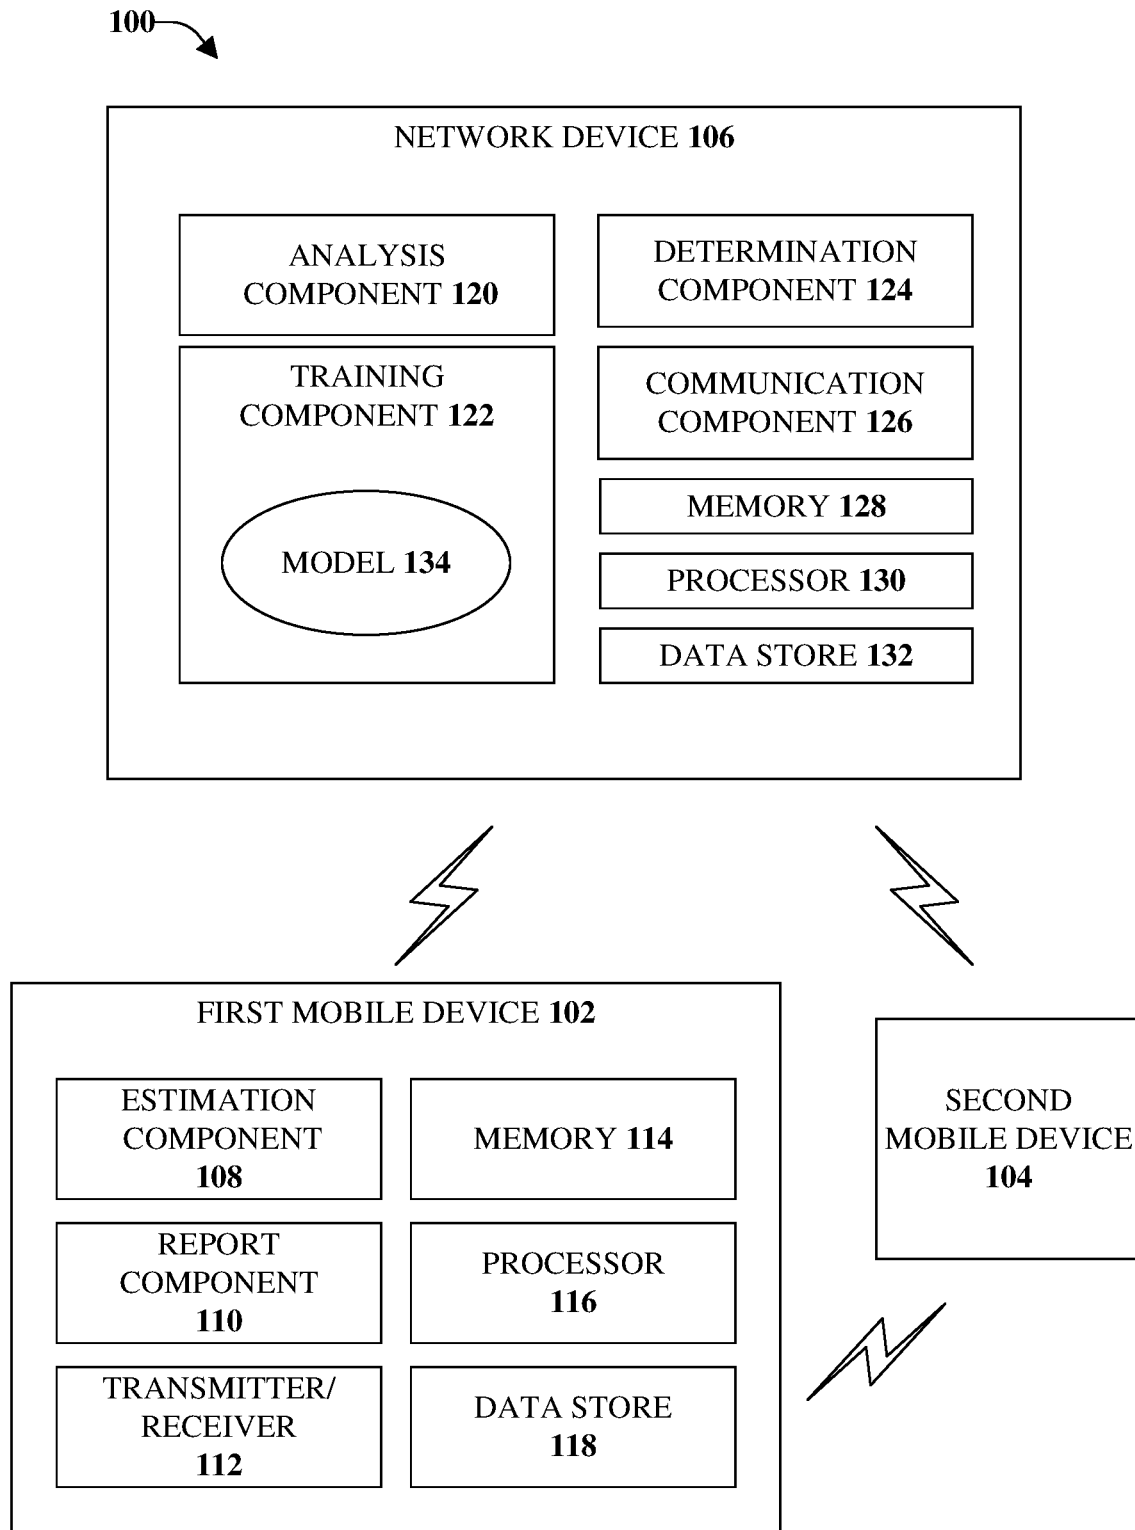 100
NETWORK DEVICE 106
ANALYSIS
COMPONENT 120
DETERMINATION
COMPONENT 124
TRAINING
COMPONENT 122
COMMUNICATION
COMPONENT 126
MEMORY 128
MODEL 134
PROCESSOR 130
DATA STORE 132
FIRST MOBILE DEVICE 102
ESTIMATION
COMPONENT
108
MEMORY 114
REPORT
COMPONENT
110
PROCESSOR
116
TRANSMITTER/
RECEIVER
112
DATA STORE
118
SECOND
MOBILE DEVICE
104